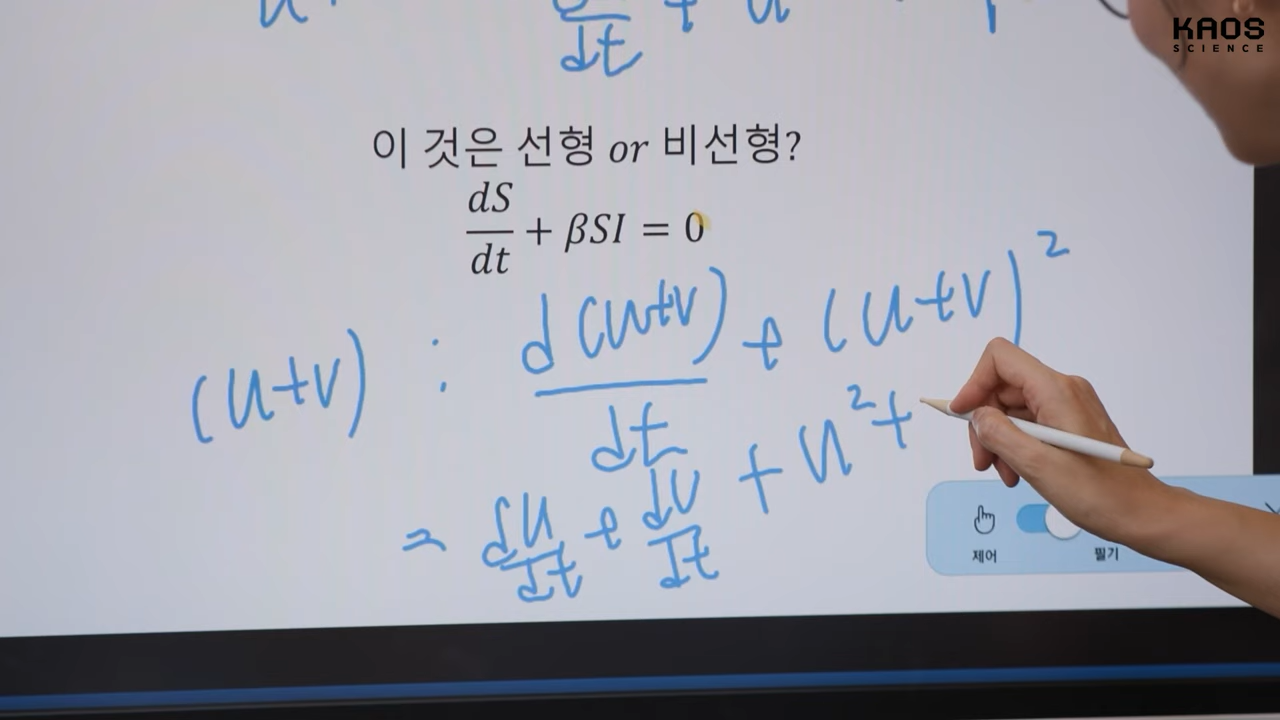 KAOS
SCIENCE
dt
이 것은 선형 or 비선형?
dS/dt + βSI = 0
(u+v) : d(u+v)/dt + (u+v)²
= du/dt + dv/dt + u² +
제어 필기